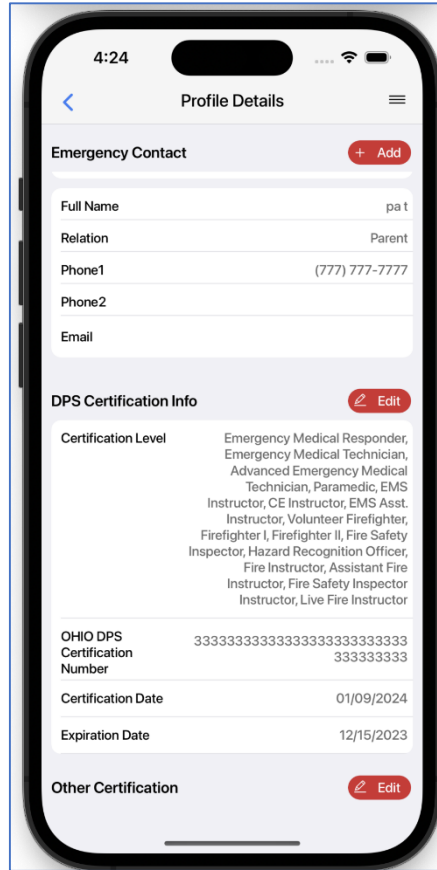 4:24
Profile Details
Emergency Contact
+ Add
Full Name pa t
Relation Parent
Phone1 (777) 777-7777
Phone2
Email
DPS Certification Info
Edit
Certification Level Emergency Medical Responder,
Emergency Medical Technician,
Advanced Emergency Medical
Technician, Paramedic, EMS
Instructor, CE Instructor, EMS Asst.
Instructor, Volunteer Firefighter,
Firefighter I, Firefighter II, Fire Safety
Inspector, Hazard Recognition Officer,
Fire Instructor, Assistant Fire
Instructor, Fire Safety Inspector
Instructor, Live Fire Instructor
OHIO DPS
Certification
Number
33333333333333333333333333
333333333
Certification Date 01/09/2024
Expiration Date 12/15/2023
Other Certification
Edit